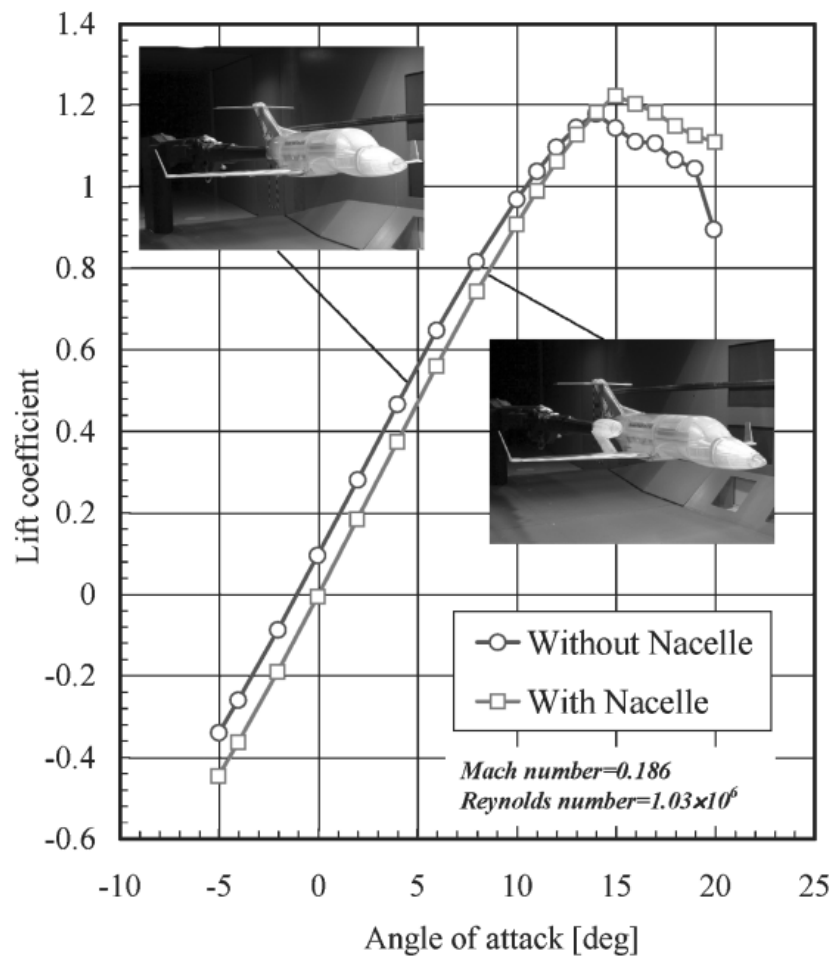 1.4
1.2
1
0.8
0.6
0.4
0.2
0
-0.2
-0.4
-0.6
Lift coefficient
Without Nacelle
With Nacelle
Mach number=0.186
Reynolds number=1.03×10⁶
-10 -5 0 5 10 15 20 25
Angle of attack [deg]